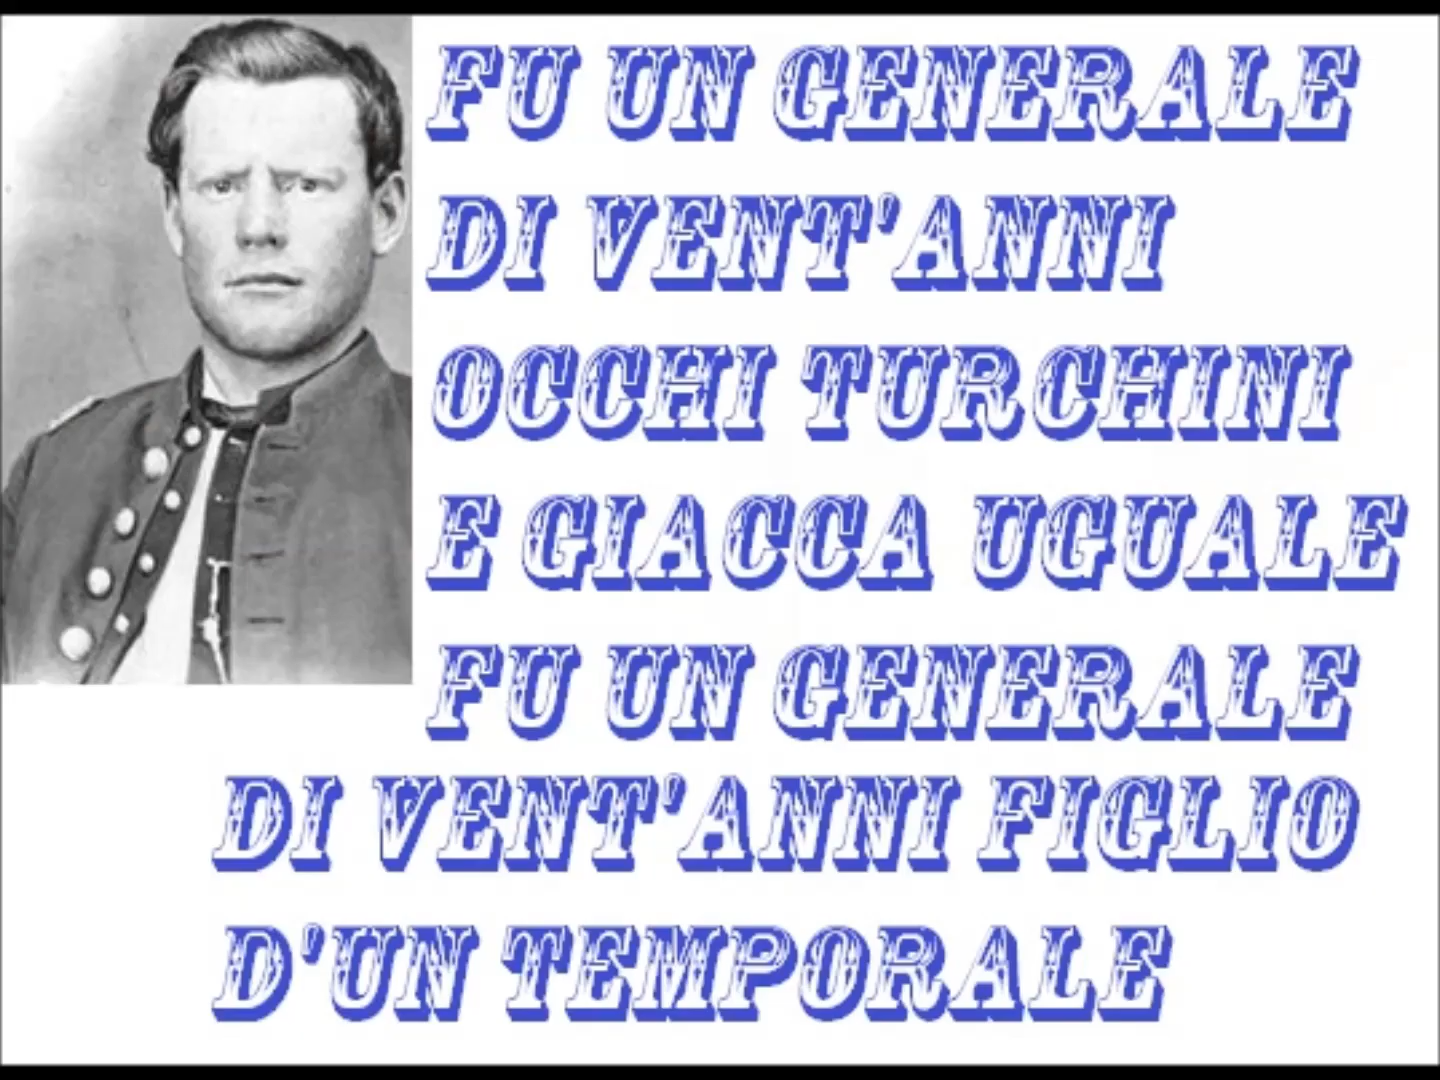 FU UN GENERALE
DI VENT'ANNI
OCCHI TURCHINI
E GIACCA UGUALE
FU UN GENERALE
DI VENT'ANNI FIGLIO
D'UN TEMPORALE